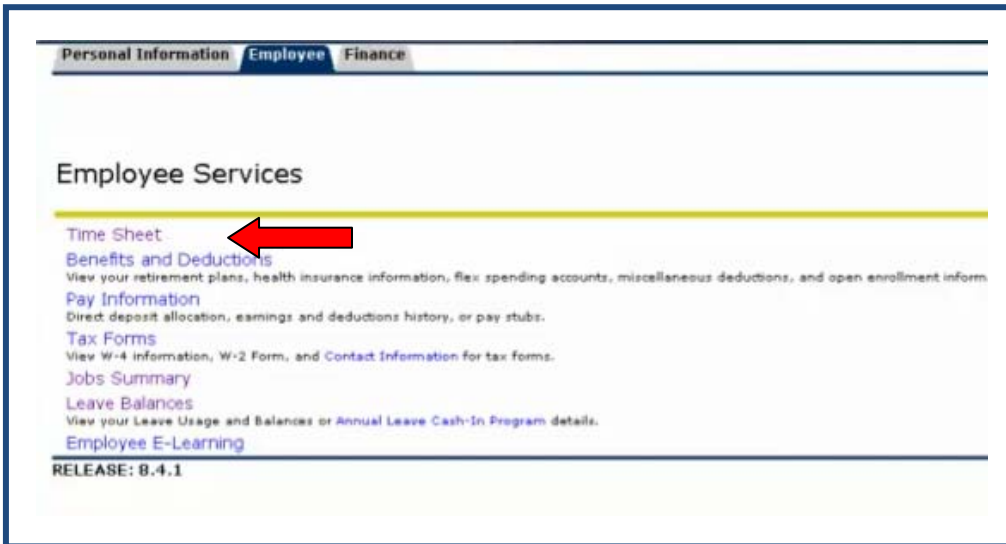 Personal Information Employee Finance
Employee Services
Time Sheet
Benefits and Deductions
View your retirement plans, health insurance information, flex spending accounts, miscellaneous deductions, and open enrollment inform
Pay Information
Direct deposit allocation, earnings and deductions history, or pay stubs.
Tax Forms
View W-4 information, W-2 Form, and Contact Information for tax forms.
Jobs Summary
Leave Balances
View your Leave Usage and Balances or Annual Leave Cash-In Program details.
Employee E-Learning
RELEASE: 8.4.1